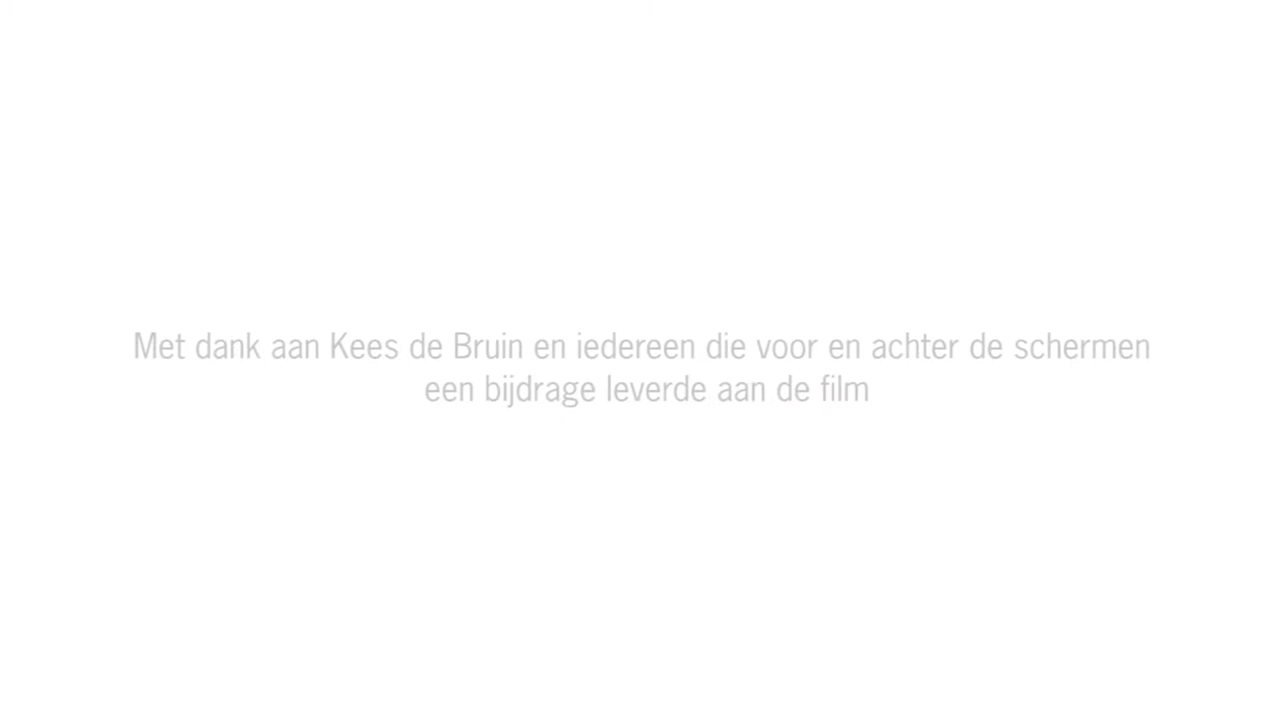 Met dank aan Kees de Bruin en iedereen die voor en achter de schermen
een bijdrage leverde aan de film